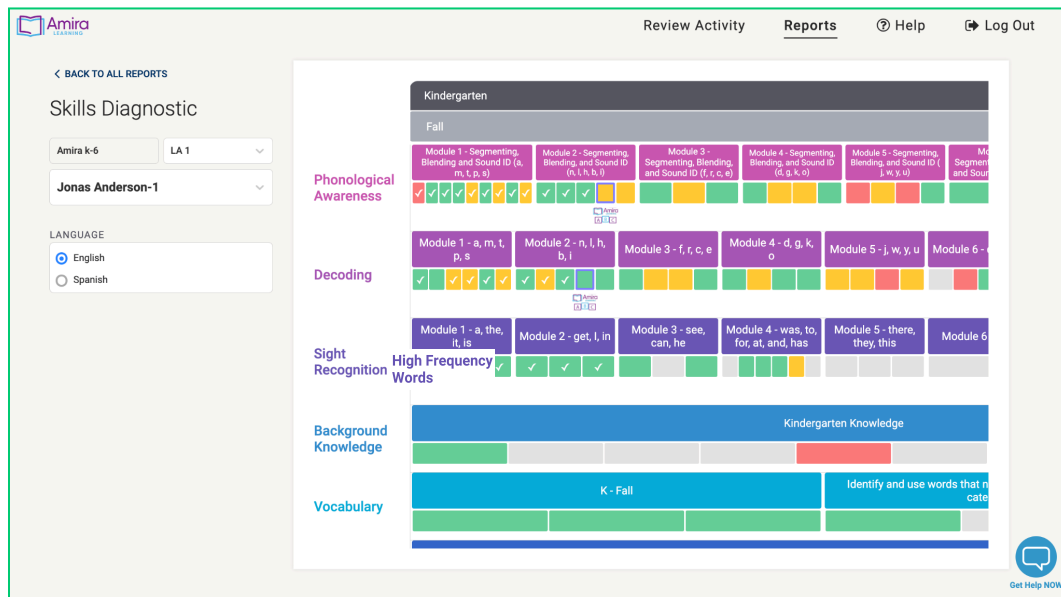 Amira
LEARNING
Review Activity
Reports
Help
Log Out
BACK TO ALL REPORTS
Skills Diagnostic
Amira k-6
LA 1
Jonas Anderson-1
LANGUAGE
English
Spanish
Kindergarten
Fall
Phonological
Awareness
Module 1 - Segmenting,
Blending and Sound ID (a,
m, t, p, s)
Module 2 - Segmenting,
Blending, and Sound ID
(n, l, h, b, i)
Module 3 -
Segmenting, Blending,
and Sound ID (f, r, c, e)
Module 4 - Segmenting,
Blending, and Sound ID
(d, g, k, o)
Module 5 - Segmenting,
Blending, and Sound ID (
j, w, y, u)
Amira
Decoding
Module 1 - a, m, t,
p, s
Module 2 - n, l, h,
b, i
Module 3 - f, r, c, e
Module 4 - d, g, k,
o
Module 5 - j, w, y, u
Module 6 -
Amira
Sight
Recognition
High Frequency
Words
Module 1 - a, the,
it, is
Module 2 - get, I, in
Module 3 - see,
can, he
Module 4 - was, to,
for, at, and, has
Module 5 - there,
they, this
Module 6
Background
Knowledge
Kindergarten Knowledge
Vocabulary
K - Fall
Identify and use words that
Get Help NOW